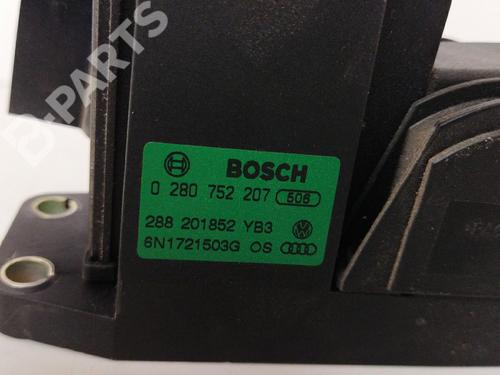 B-PARTS
BOSCH
0 280 752 207 506
288 201852 YB3
6N1721503G OS